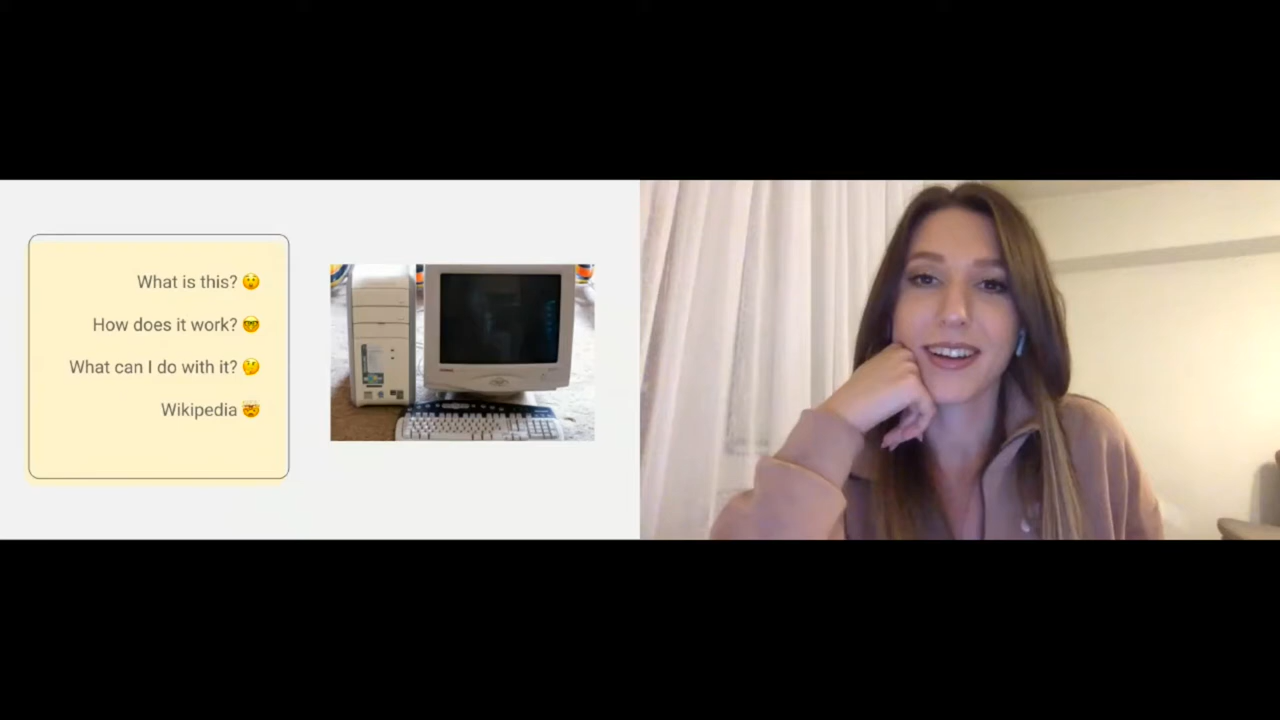 What is this? 😲
How does it work? 🤓
What can I do with it? 🤔
Wikipedia 🤯